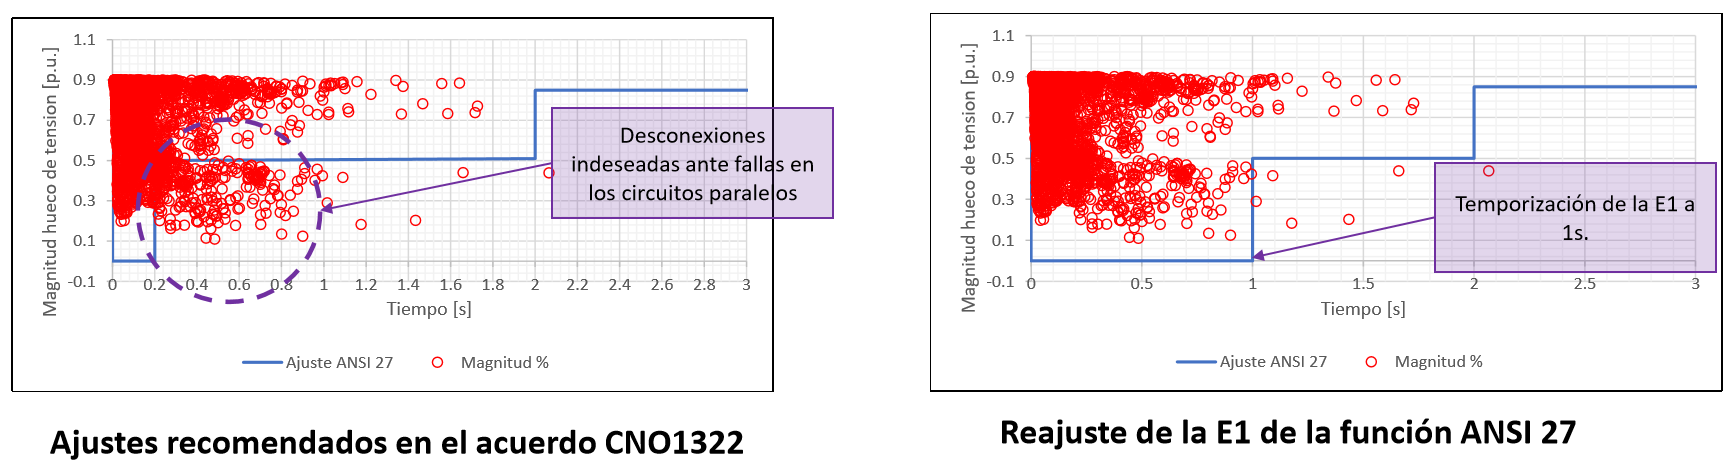 1.1
0.9
0.7
0.5
0.3
0.1
-0.1
Magnitud hueco de tension [p.u.]
0 0.2 0.4 0.6 0.8 1 1.2 1.4 1.6 1.8 2 2.2 2.4 2.6 2.8 3
Tiempo [s]
Ajuste ANSI 27 Magnitud %
Desconexiones
indeseadas ante fallas en
los circuitos paralelos
Ajustes recomendados en el acuerdo CNO1322
1.1
0.9
0.7
0.5
0.3
0.1
-0.1
Magnitud hueco de tension [p.u.]
0 0.5 1 1.5 2 2.5 3
Tiempo [s]
Ajuste ANSI 27 Magnitud %
Temporización de la E1 a
1s.
Reajuste de la E1 de la función ANSI 27